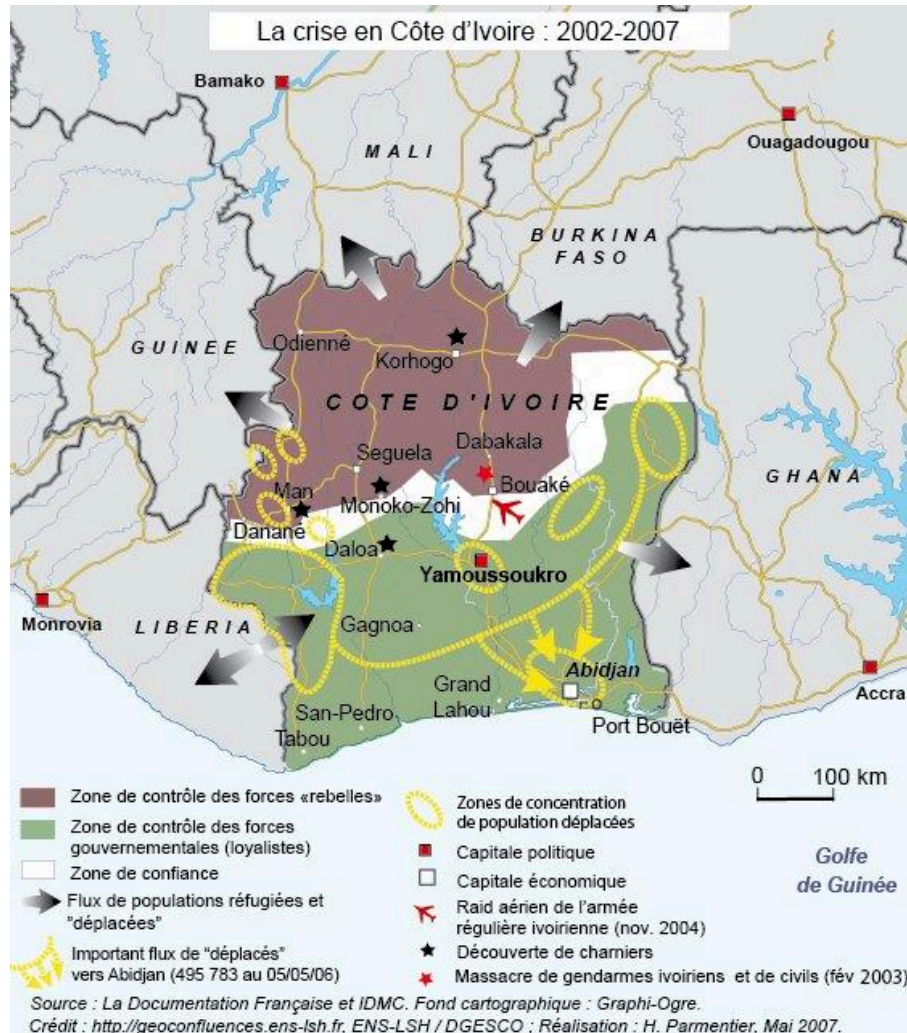 La crise en Côte d'Ivoire : 2002-2007
Bamako
Ouagadougou
MALI
BURKINA
FASO
GUINEE
Odienné
Korhogo
COTE D'IVOIRE
Seguela
Dabakala
GHANA
Man
Monoko-Zohi
Bouaké
Danané
Daloa
Yamoussoukro
Monrovia
LIBERIA
Gagnoa
Abidjan
Accra
Grand
Lahou
San-Pedro
Port Bouët
Tabou
0 100 km
Golfe
de Guinée
Zone de contrôle des forces «rebelles»
Zone de contrôle des forces
gouvernementales (loyalistes)
Zone de confiance
Flux de populations réfugiées et
"déplacées"
Important flux de "déplacés"
vers Abidjan (495 783 au 05/05/06)
Zones de concentration
de population déplacées
Capitale politique
Capitale économique
Raid aérien de l'armée
régulière ivoirienne (nov. 2004)
Découverte de charniers
Massacre de gendarmes ivoiriens et de civils (fév 2003)
Source : La Documentation Française et IDMC. Fond cartographique : Graphi-Ogre.
Crédit : http://geoconfluences.ens-lsh.fr, ENS-LSH / DGESCO ; Réalisation : H. Parmentier, Mai 2007.